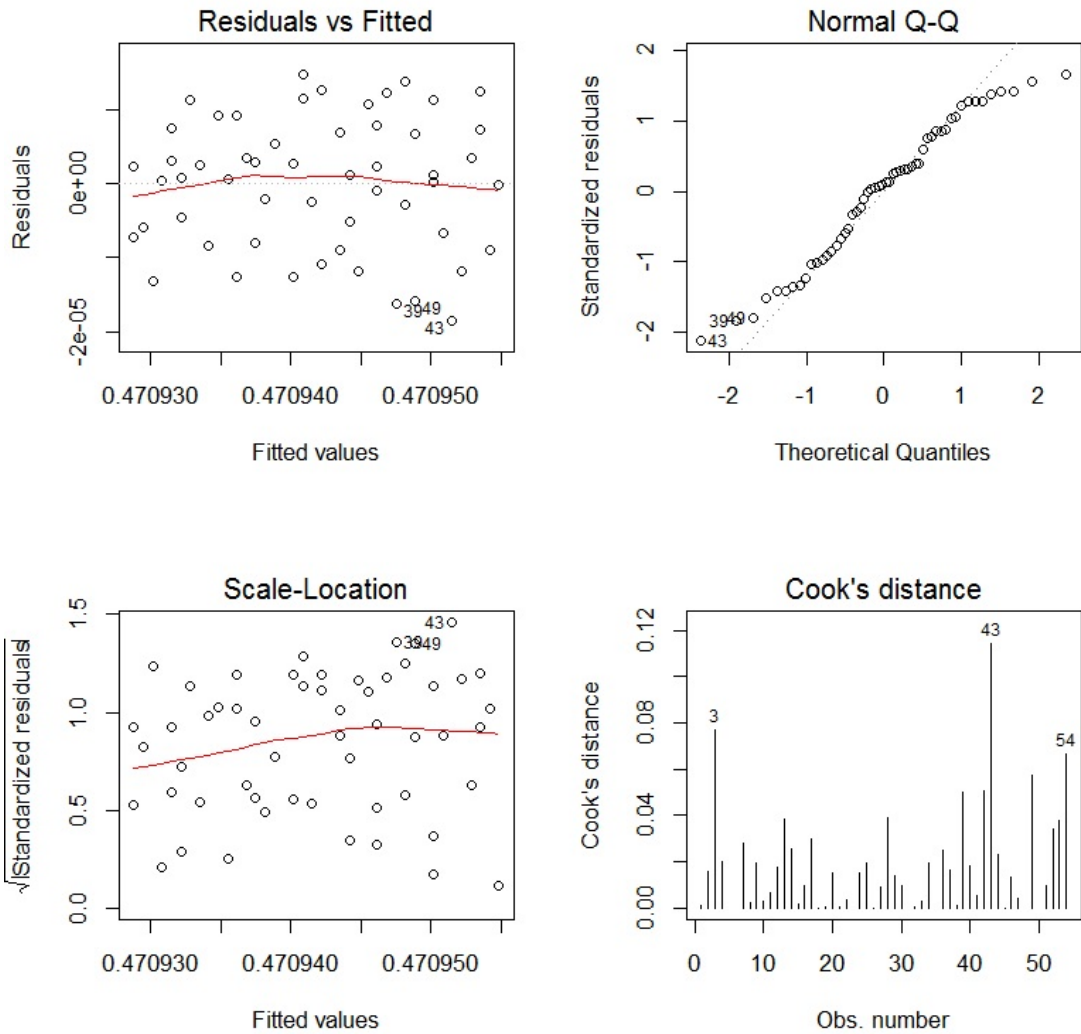 Residuals vs Fitted
Residuals
0e+00
-2e-05
39
49
43
0.470930 0.470940 0.470950
Fitted values
Normal Q-Q
Standardized residuals
2
1
0
-1
-2
39
49
43
-2 -1 0 1 2
Theoretical Quantiles
Scale-Location
√|Standardized residuals|
1.5
1.0
0.5
0.0
43
39
49
0.470930 0.470940 0.470950
Fitted values
Cook's distance
Cook's distance
0.12
0.08
0.04
0.00
43
3
54
0 10 20 30 40 50
Obs. number